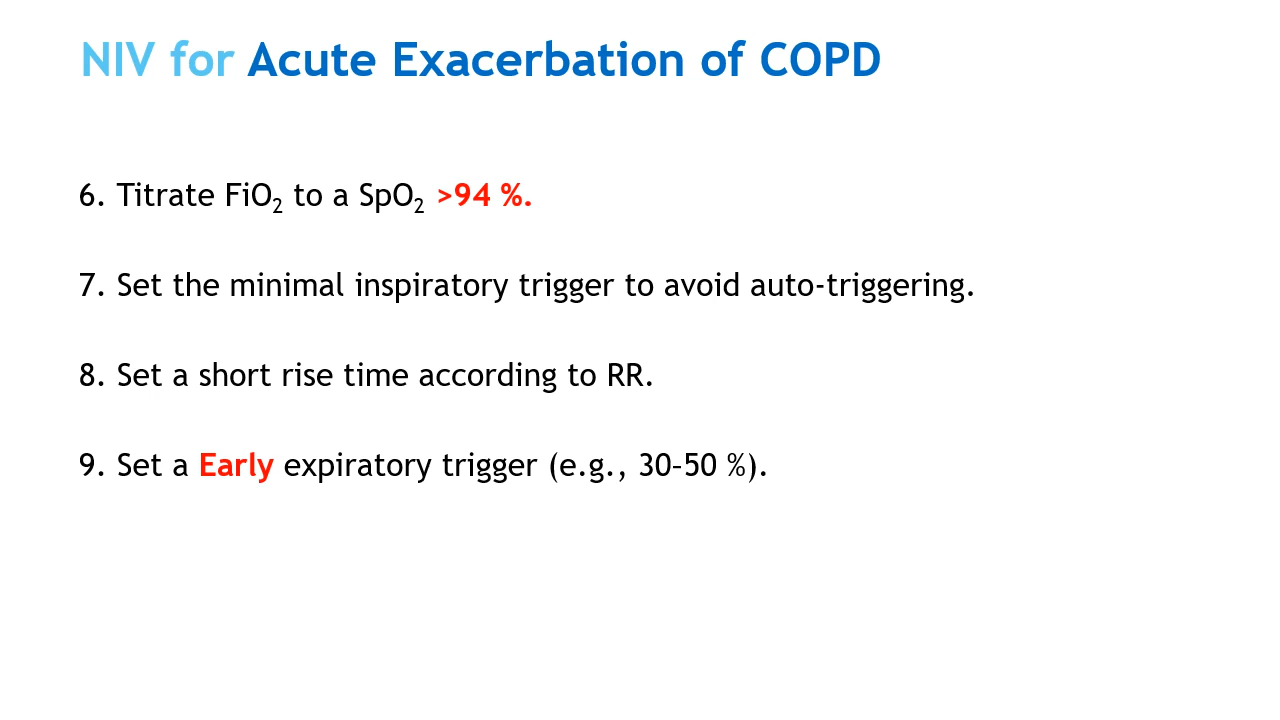 NIV for Acute Exacerbation of COPD
6. Titrate FiO₂ to a SpO₂ >94 %.
7. Set the minimal inspiratory trigger to avoid auto-triggering.
8. Set a short rise time according to RR.
9. Set a Early expiratory trigger (e.g., 30–50 %).